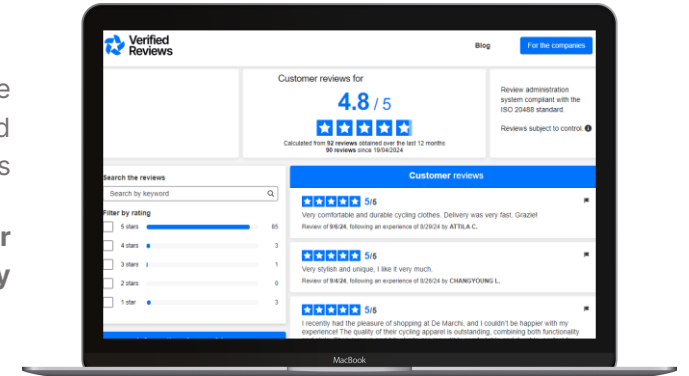 e
d
s
r
y
Verified
Reviews
Blog
For the companies
Customer reviews for
4.8 / 5
Calculated from 92 reviews obtained over the last 12 months
90 reviews since 19/04/2024
Review administration
system compliant with the
ISO 20488 standard.
Reviews subject to control.
Search the reviews
Search by keyword
Filter by rating
5 stars 85
4 stars 3
3 stars 1
2 stars 0
1 star 3
Customer reviews
5/5
Very comfortable and durable cycling clothes. Delivery was very fast. Grazie!
Review of 9/6/24, following an experience of 8/29/24 by ATTILA C.
5/5
Very stylish and unique, I like it very much.
Review of 9/4/24, following an experience of 8/26/24 by CHANGYOUNG L.
5/5
I recently had the pleasure of shopping at De Marchi, and I couldn't be happier with my
experience! The quality of their cycling apparel is outstanding, combining both functionality
MacBook